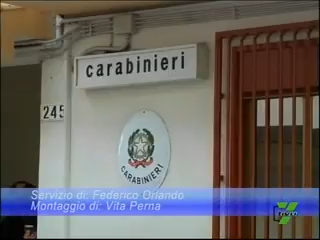 carabinieri
245
CARABINIERI
Servizio di: Federico Orlando
Montaggio di: Vita Perna